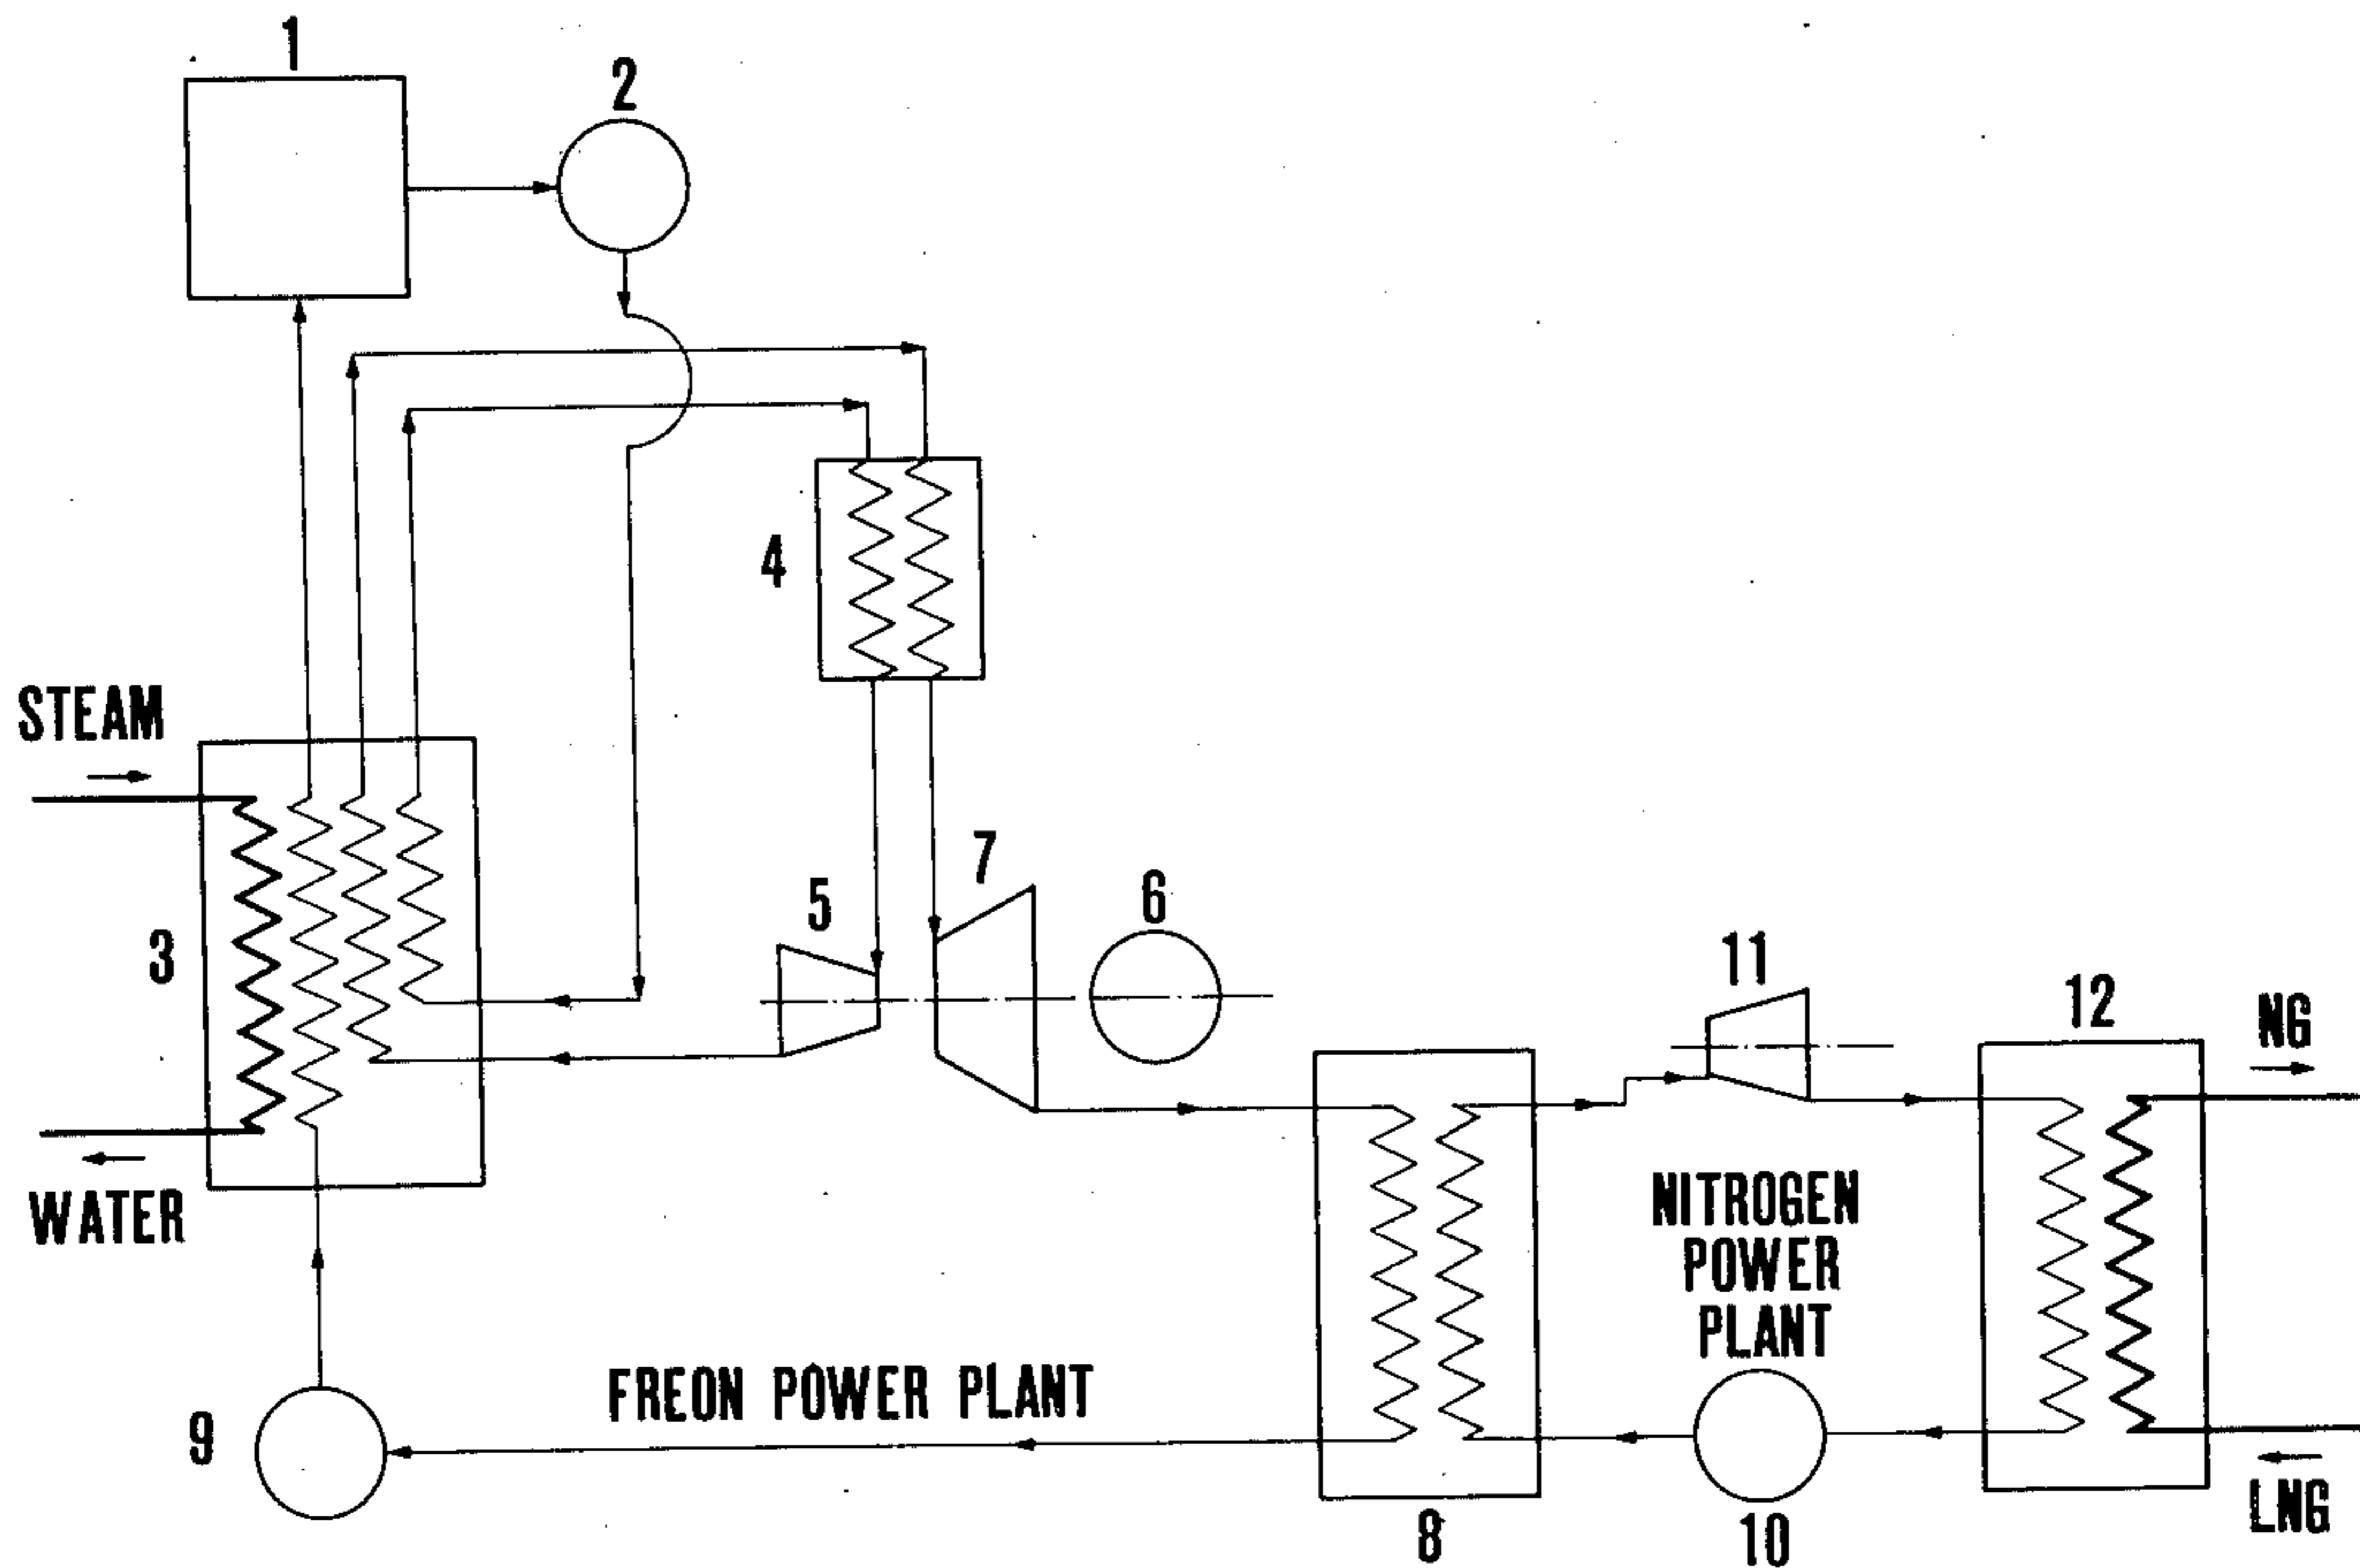 1
2
4
STEAM
3
WATER
5
7
6
11
12
NG
NITROGEN
POWER
PLANT
FREON POWER PLANT
9
8
10
LNG